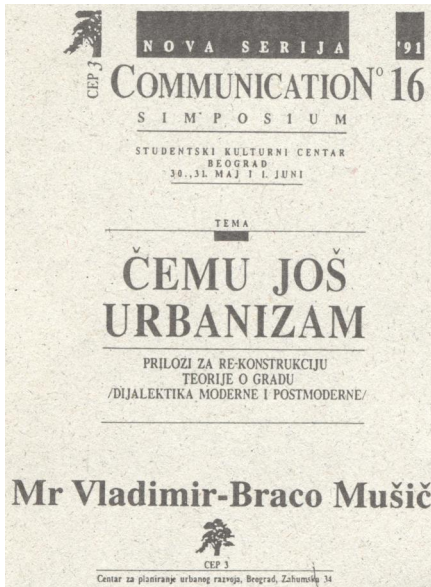 NOVA SERIJA '91
CEP 3
COMMUNICATION Nº 16
SIMPOSIUM
STUDENTSKI KULTURNI CENTAR
BEOGRAD
30.,31. MAJ I 1. JUNI
TEMA
ČEMU JOŠ
URBANIZAM
PRILOZI ZA RE-KONSTRUKCIJU
TEORIJE O GRADU
/DIJALEKTIKA MODERNE I POSTMODERNE/
Mr Vladimir-Braco Mušič
CEP 3
Centar za planiranje urbanog razvoja, Beograd, Zahumska 34